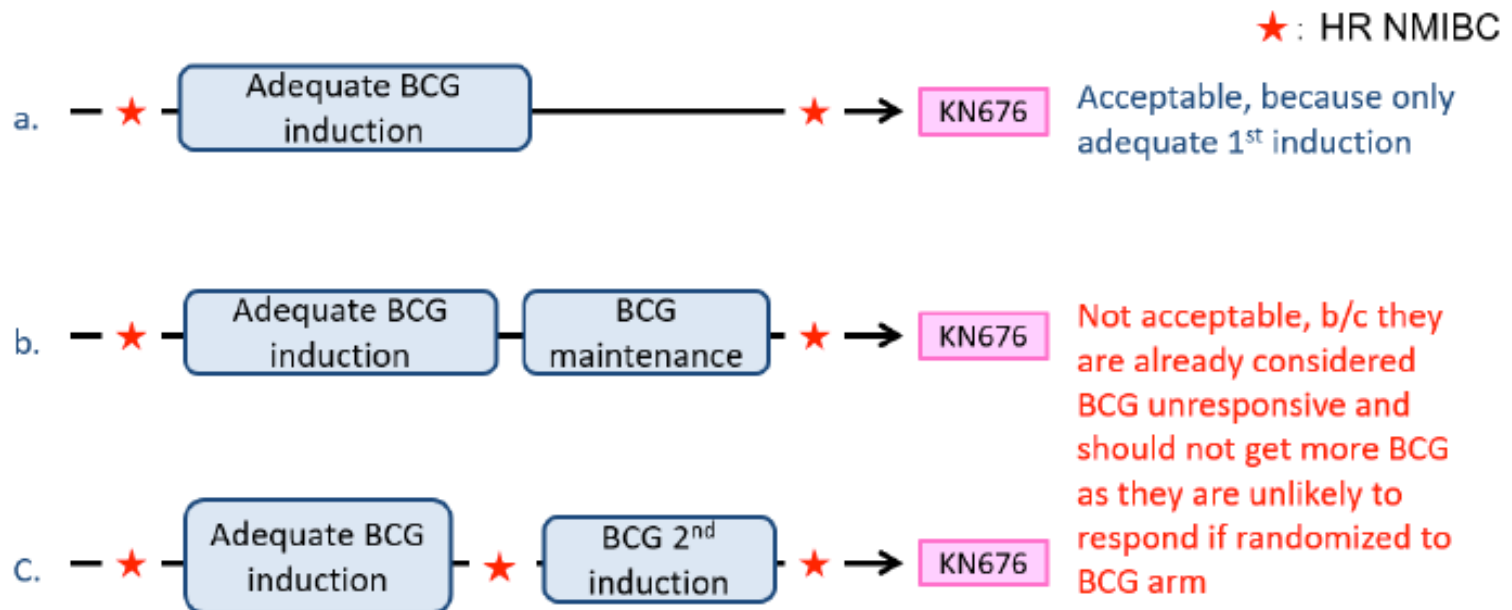 ★ : HR NMIBC
a.
Adequate BCG
induction
KN676
Acceptable, because only
adequate 1st induction
b.
Adequate BCG
induction
BCG
maintenance
KN676
Not acceptable, b/c they
are already considered
BCG unresponsive and
should not get more BCG
as they are unlikely to
respond if randomized to
BCG arm
C.
Adequate BCG
induction
BCG 2nd
induction
KN676